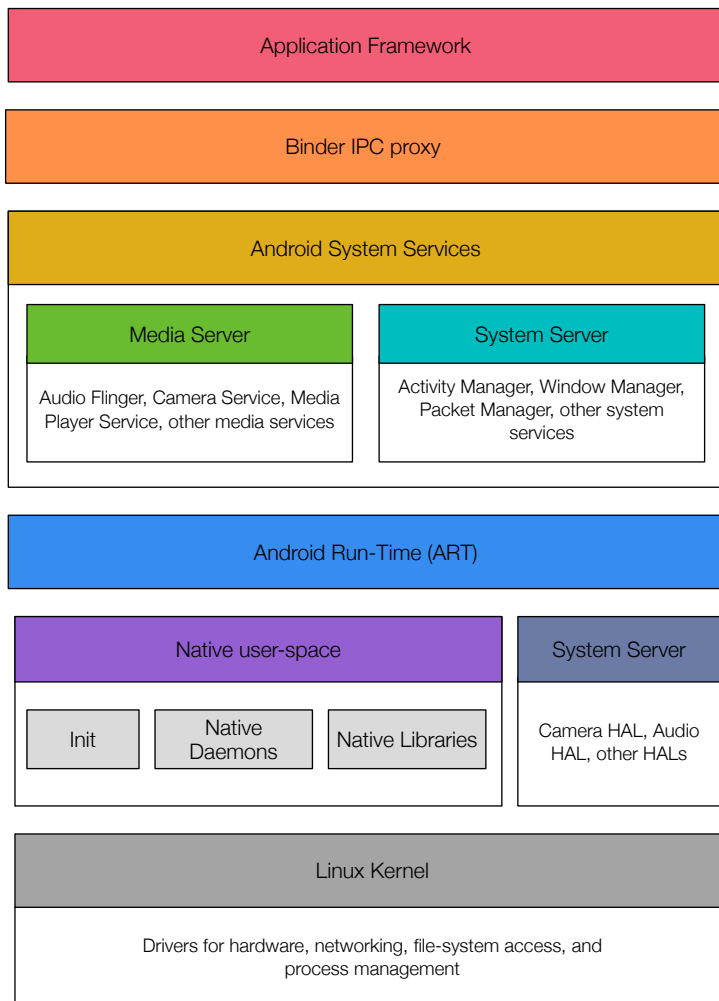 Application Framework
Binder IPC proxy
Android System Services
Media Server
Audio Flinger, Camera Service, Media
Player Service, other media services
System Server
Activity Manager, Window Manager,
Packet Manager, other system
services
Android Run-Time (ART)
Native user-space
Init
Native
Daemons
Native Libraries
System Server
Camera HAL, Audio
HAL, other HALs
Linux Kernel
Drivers for hardware, networking, file-system access, and
process management